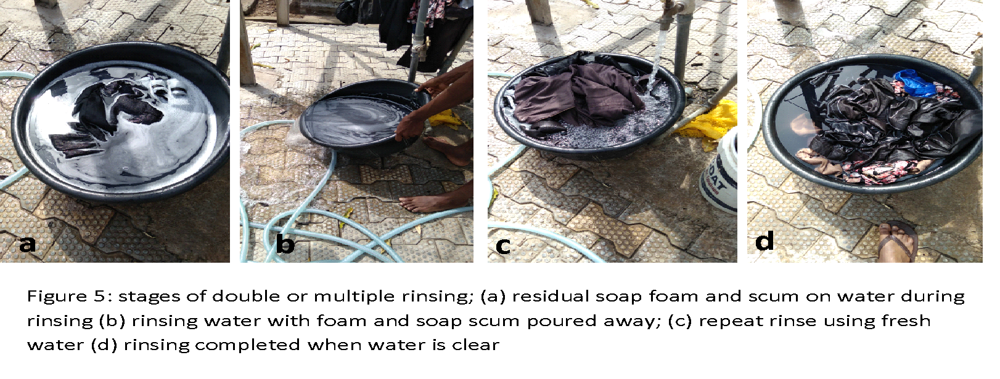 a
b
c
d
OAT
Figure 5: stages of double or multiple rinsing; (a) residual soap foam and scum on water during
rinsing (b) rinsing water with foam and soap scum poured away; (c) repeat rinse using fresh
water (d) rinsing completed when water is clear